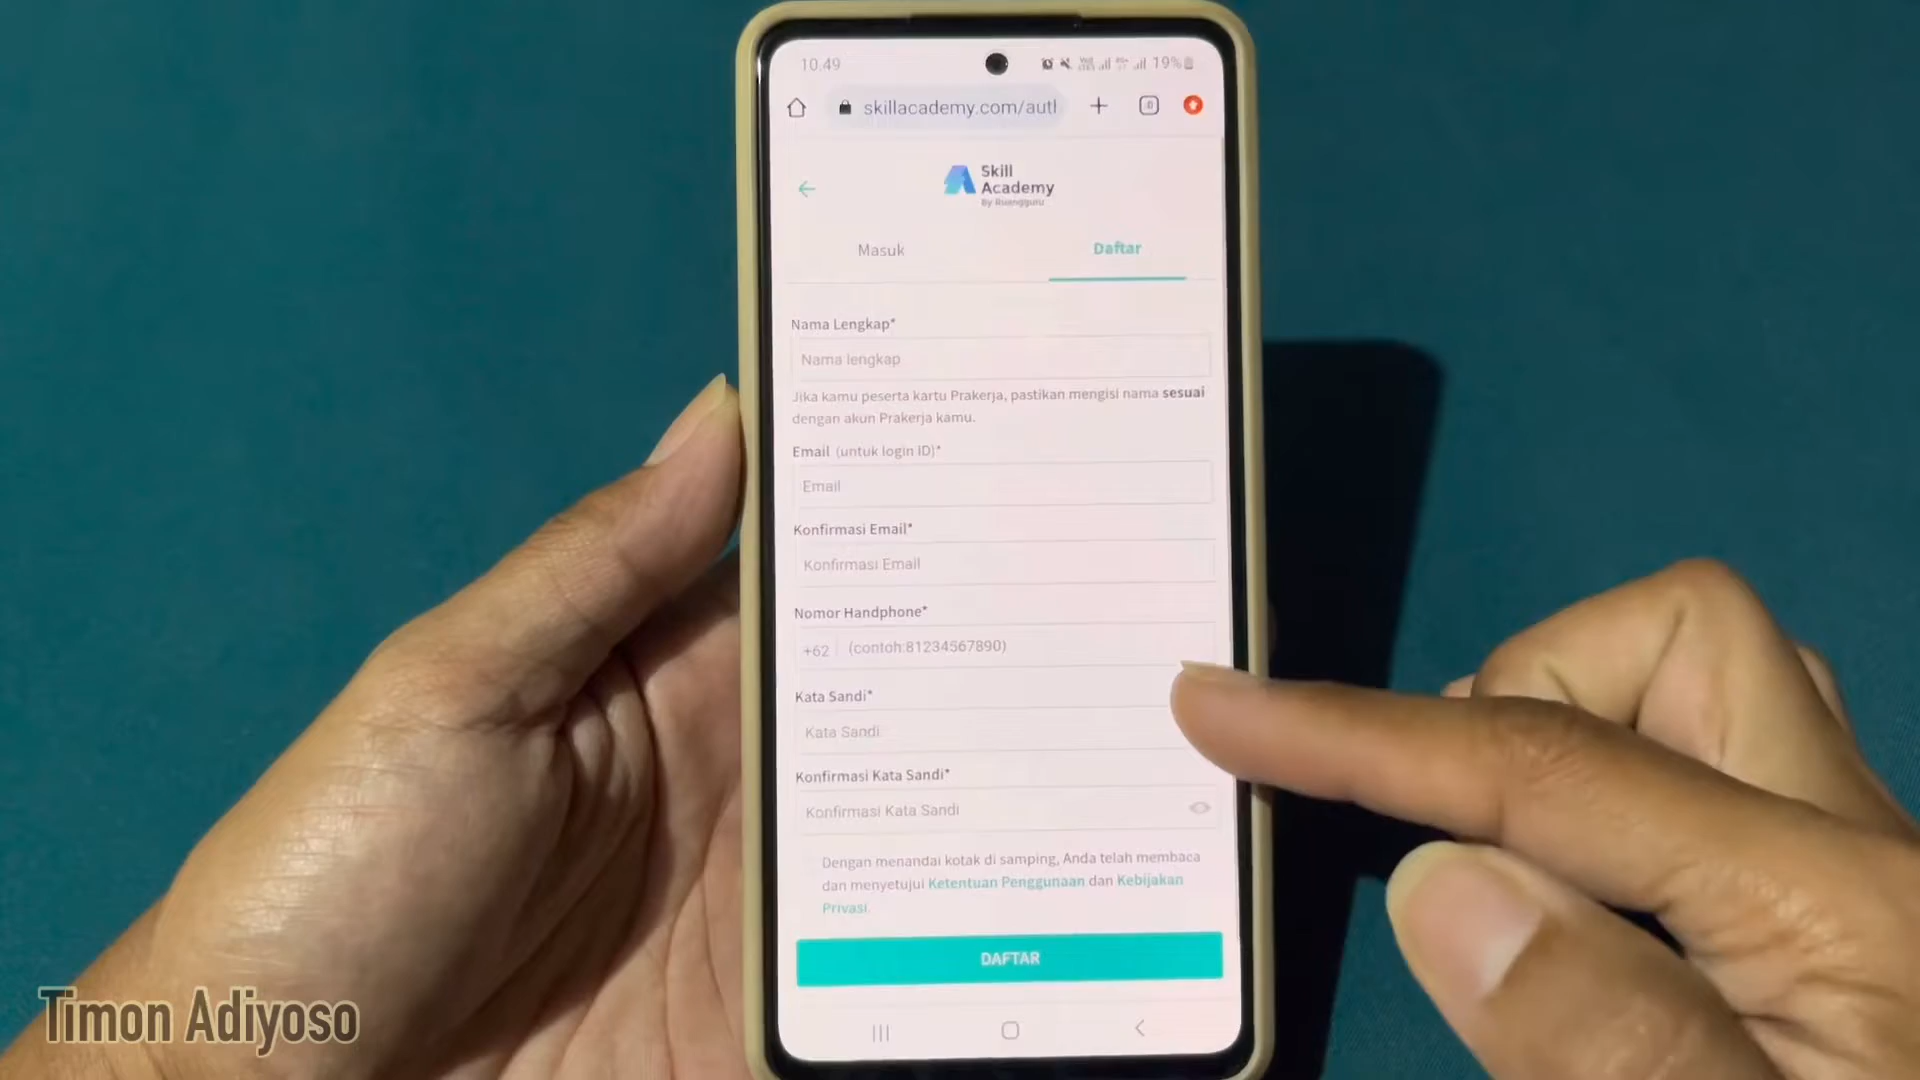 10.49
19%
skillacademy.com/auth
Skill
Academy
By Ruangguru
Masuk
Daftar
Nama Lengkap*
Nama lengkap
Jika kamu peserta kartu Prakerja, pastikan mengisi nama sesuai
dengan akun Prakerja kamu.
Email (untuk login ID)*
Email
Konfirmasi Email*
Konfirmasi Email
Nomor Handphone*
+62 (contoh:81234567890)
Kata Sandi*
Kata Sandi
Konfirmasi Kata Sandi*
Konfirmasi Kata Sandi
Dengan menandai kotak di samping, Anda telah membaca
dan menyetujui Ketentuan Penggunaan dan Kebijakan
Privasi.
DAFTAR
Timon Adiyoso